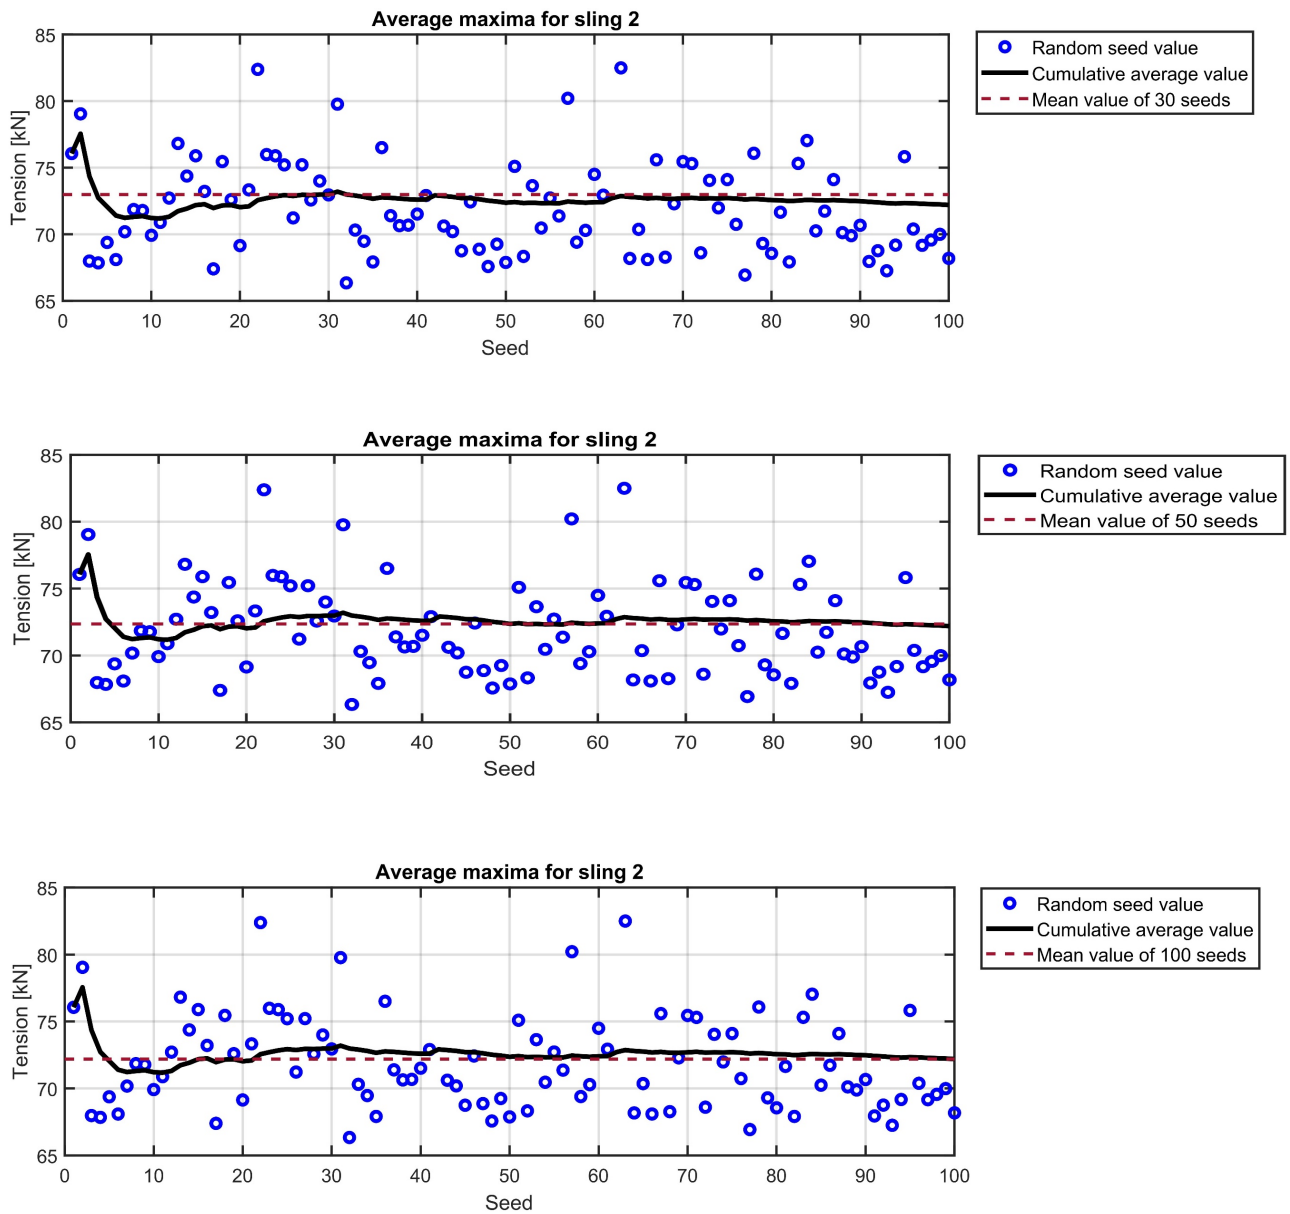 Average maxima for sling 2
85
80
75
70
65
Tension [kN]
0 10 20 30 40 50 60 70 80 90 100
Seed
Random seed value
Cumulative average value
Mean value of 30 seeds
Average maxima for sling 2
85
80
75
70
65
Tension [kN]
0 10 20 30 40 50 60 70 80 90 100
Seed
Random seed value
Cumulative average value
Mean value of 50 seeds
Average maxima for sling 2
85
80
75
70
65
Tension [kN]
0 10 20 30 40 50 60 70 80 90 100
Seed
Random seed value
Cumulative average value
Mean value of 100 seeds